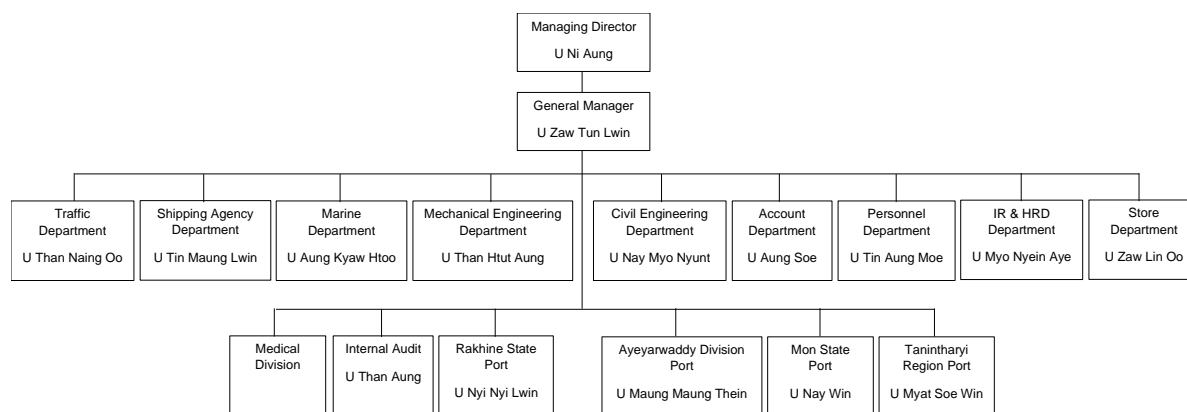 Managing Director
U Ni Aung
General Manager
U Zaw Tun Lwin
Traffic
Department
U Than Naing Oo
Shipping Agency
Department
U Tin Maung Lwin
Marine
Department
U Aung Kyaw Htoo
Mechanical Engineering
Department
U Than Htut Aung
Civil Engineering
Department
U Nay Myo Nyunt
Account
Department
U Aung Soe
Personnel
Department
U Tin Aung Moe
IR & HRD
Department
U Myo Nyein Aye
Store
Department
U Zaw Lin Oo
Medical
Division
Internal Audit
U Than Aung
Rakhine State
Port
U Nyi Nyi Lwin
Ayeyarwaddy Division
Port
U Maung Maung Thein
Mon State
Port
U Nay Win
Tanintharyi
Region Port
U Myat Soe Win